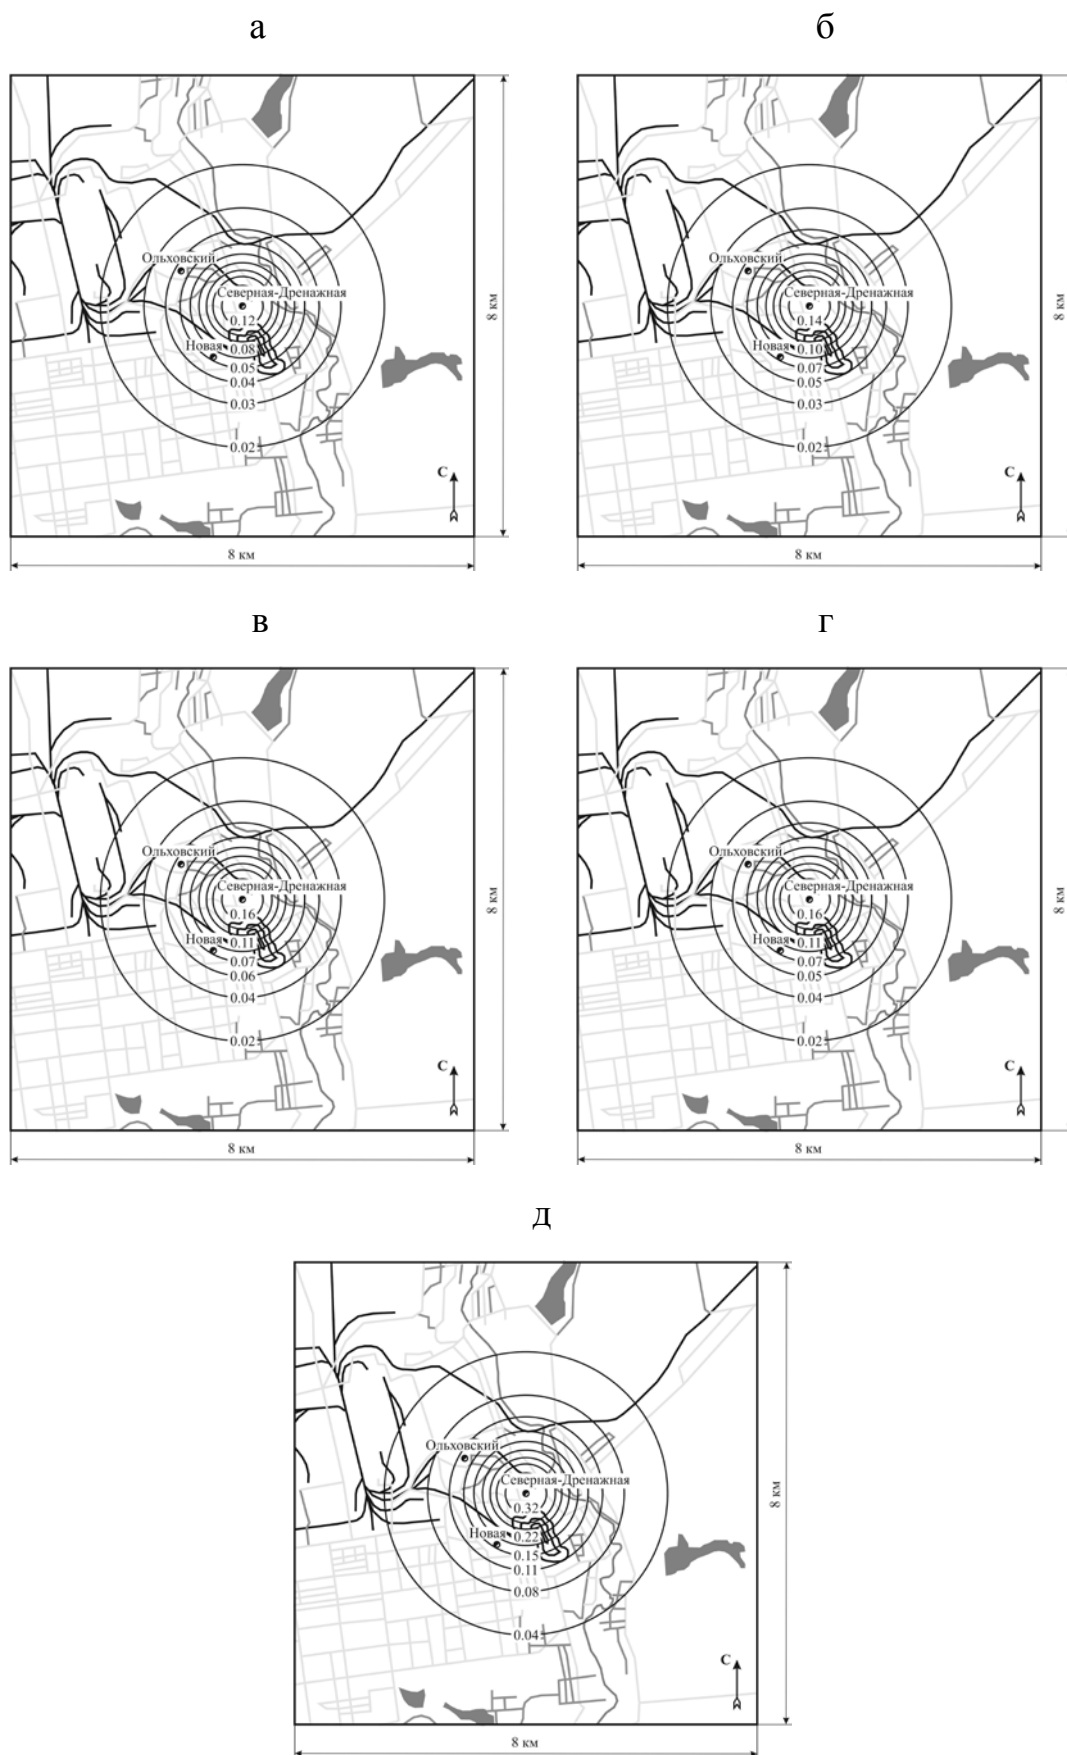 а
Ольховский
Северная-Дренажная
0.12
Новая
0.08
0.05
0.04
0.03
0.02
С
8 км
8 км
б
Ольховский
Северная-Дренажная
0.14
Новая
0.10
0.07
0.05
0.03
0.02
С
8 км
8 км
в
Ольховский
Северная-Дренажная
0.16
Новая
0.11
0.07
0.06
0.04
0.02
С
8 км
8 км
г
Ольховский
Северная-Дренажная
0.16
Новая
0.11
0.07
0.05
0.04
0.02
С
8 км
8 км
д
Ольховский
Северная-Дренажная
0.32
Новая
0.22
0.15
0.11
0.08
0.04
С
8 км
8 км